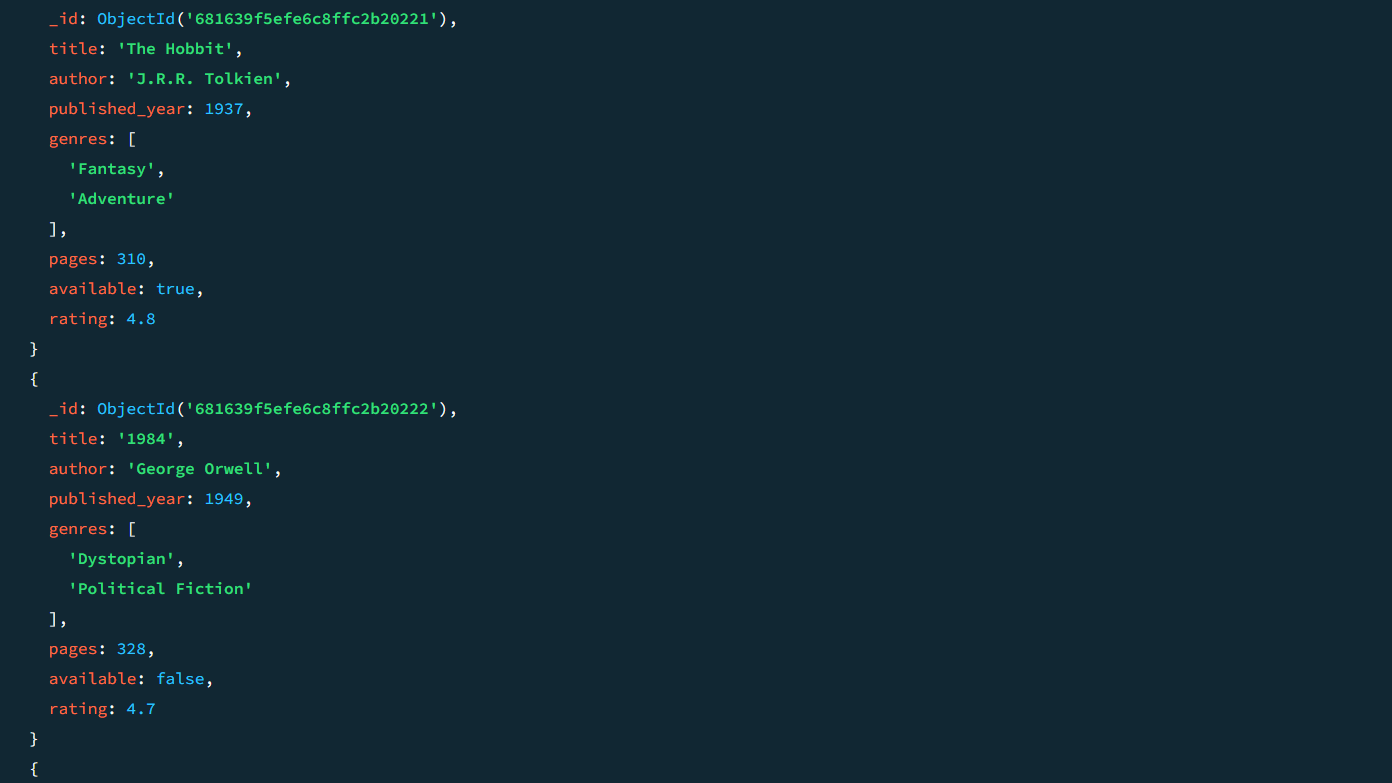 _id: ObjectId('681639f5efe6c8ffc2b20221'),
title: 'The Hobbit',
author: 'J.R.R. Tolkien',
published_year: 1937,
genres: [
'Fantasy',
'Adventure'
],
pages: 310,
available: true,
rating: 4.8
}
{
_id: ObjectId('681639f5efe6c8ffc2b20222'),
title: '1984',
author: 'George Orwell',
published_year: 1949,
genres: [
'Dystopian',
'Political Fiction'
],
pages: 328,
available: false,
rating: 4.7
}
{